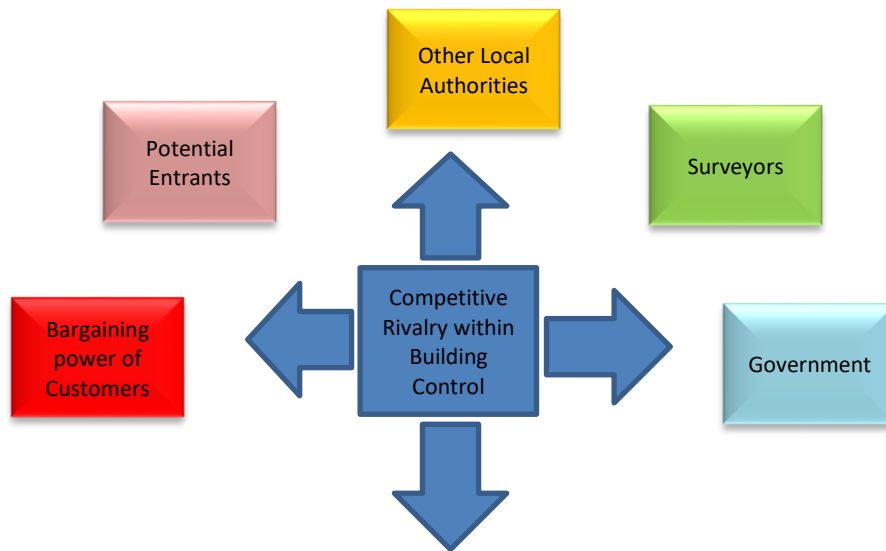 Other Local
Authorities
Potential
Entrants
Surveyors
Competitive
Rivalry within
Building
Control
Bargaining
power of
Customers
Government